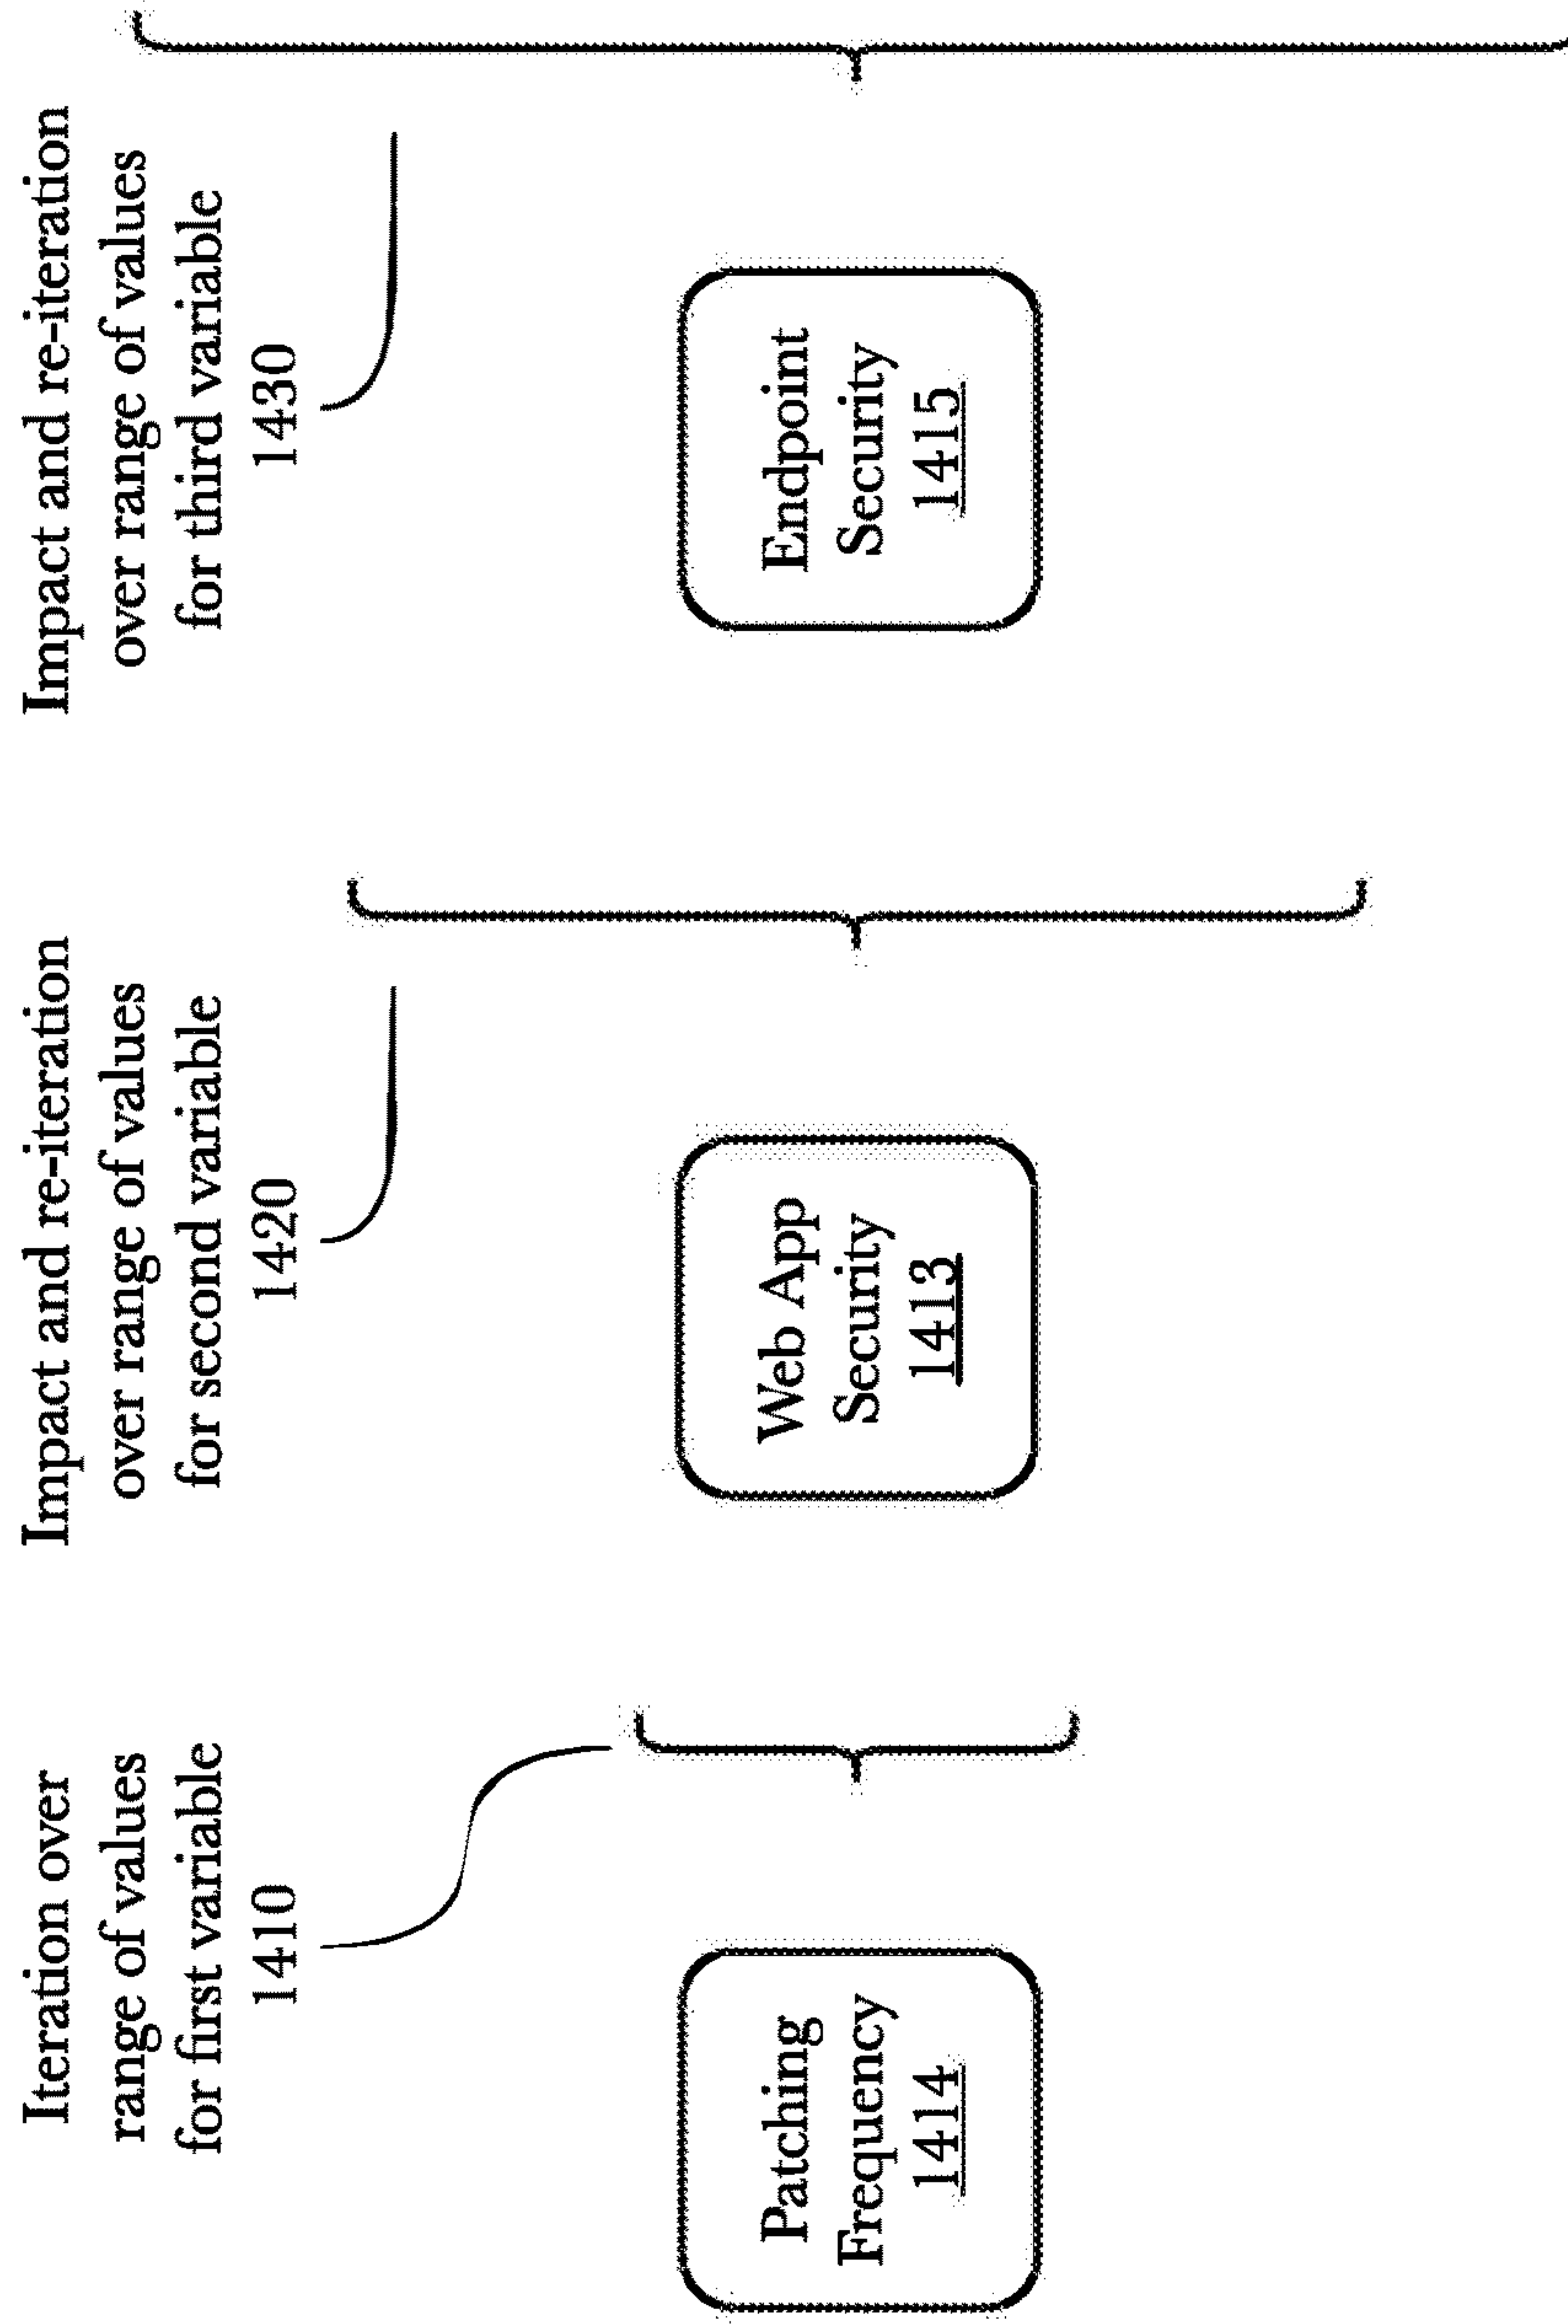 Iteration over
range of values
for first variable
1410
Impact and re-iteration
over range of values
for second variable
1420
Impact and re-iteration
over range of values
for third variable
1430
Patching
Frequency
1414
Web App
Security
1413
Endpoint
Security
1415